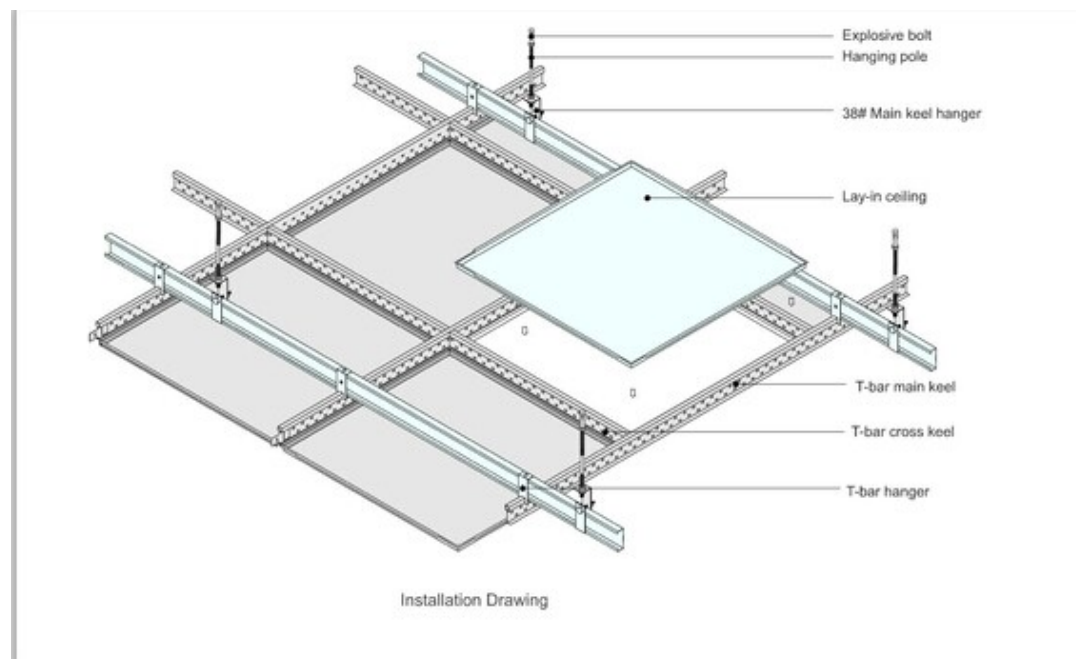 Explosive bolt
Hanging pole
38# Main keel hanger
Lay-in ceiling
T-bar main keel
T-bar cross keel
T-bar hanger
Installation Drawing